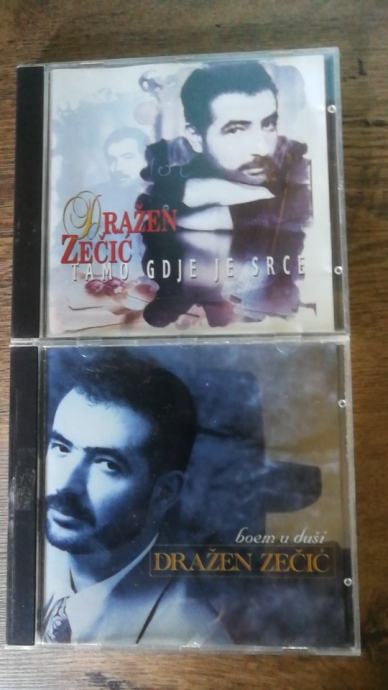 DRAŽEN
ZEČIĆ
TAMO GDJE JE SRCE
boem u duši
DRAŽEN ZEČIĆ